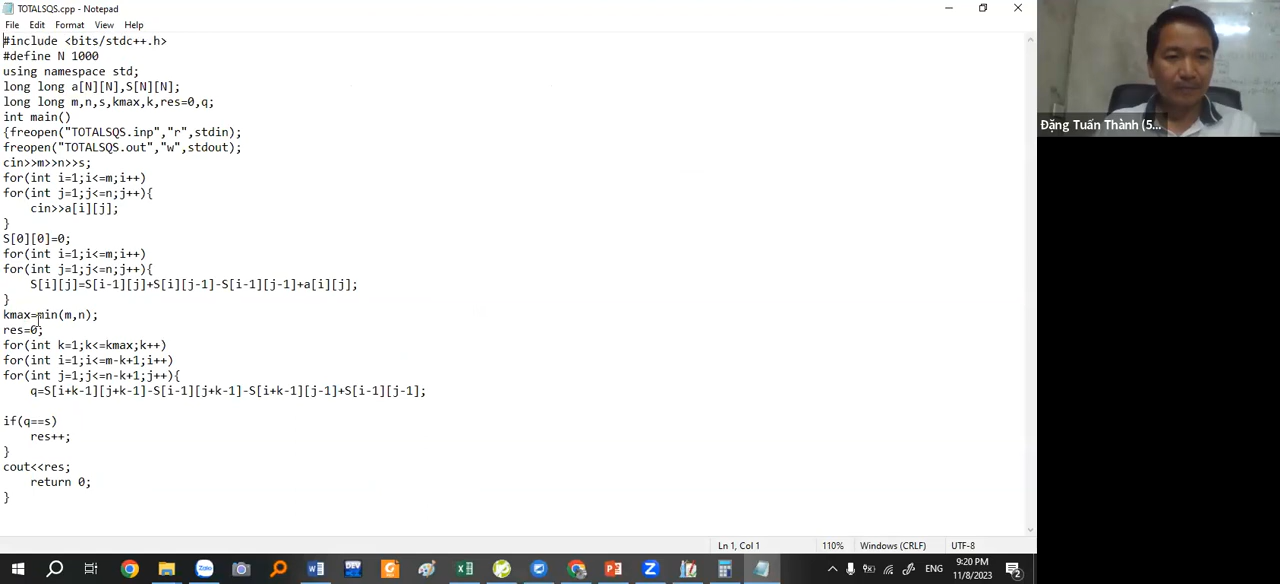 TOTALSQS.cpp - Notepad
File Edit Format View Help
#include <bits/stdc++.h>
#define N 1000
using namespace std;
long long a[N][N],S[N][N];
long long m,n,s,kmax,k,res=0,q;
int main()
{freopen("TOTALSQS.inp","r",stdin);
freopen("TOTALSQS.out","w",stdout);
cin>>m>>n>>s;
for(int i=1;i<=m;i++)
for(int j=1;j<=n;j++){
cin>>a[i][j];
}
S[0][0]=0;
for(int i=1;i<=m;i++)
for(int j=1;j<=n;j++){
S[i][j]=S[i-1][j]+S[i][j-1]-S[i-1][j-1]+a[i][j];
}
kmax=min(m,n);
res=0;
for(int k=1;k<=kmax;k++)
for(int i=1;i<=m-k+1;i++)
for(int j=1;j<=n-k+1;j++){
q=S[i+k-1][j+k-1]-S[i-1][j+k-1]-S[i+k-1][j-1]+S[i-1][j-1];
if(q==s)
res++;
}
cout<<res;
return 0;
}
Đặng Tuấn Thành (5...
Ln 1, Col 1 110% Windows (CRLF) UTF-8
ENG
9:20 PM
11/8/2023
2